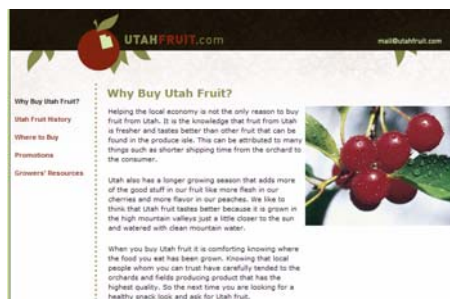 UTAHFRUIT.com
mail@utahfruit.com
Why Buy Utah Fruit?
Utah Fruit History
Where to Buy
Promotions
Growers' Resources
Why Buy Utah Fruit?
Helping the local economy is not the only reason to buy
fruit from Utah. It is the knowledge that fruit from Utah
is fresher and tastes better than other fruit that can be
found in the produce isle. This can be attributed to many
things such as shorter shipping time from the orchard to
the consumer.
Utah also has a longer growing season that adds more
of the good stuff in our fruit like more flesh in our
cherries and more flavor in our peaches. We like to
think that Utah fruit tastes better because it is grown in
the high mountain valleys just a little closer to the sun
and watered with clean mountain water.
When you buy Utah fruit it is comforting knowing where
the food you eat has been grown. Knowing that local
people whom you can trust have carefully tended to the
orchards and fields producing product that has the
highest quality. So the next time you are looking for a
healthy snack look and ask for Utah fruit.